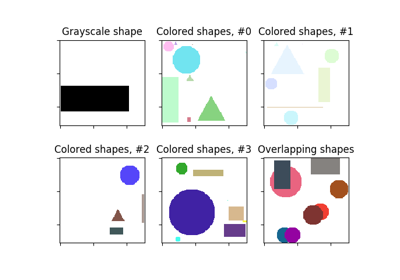 Grayscale shape
Colored shapes, #0
Colored shapes, #1
Colored shapes, #2
Colored shapes, #3
Overlapping shapes